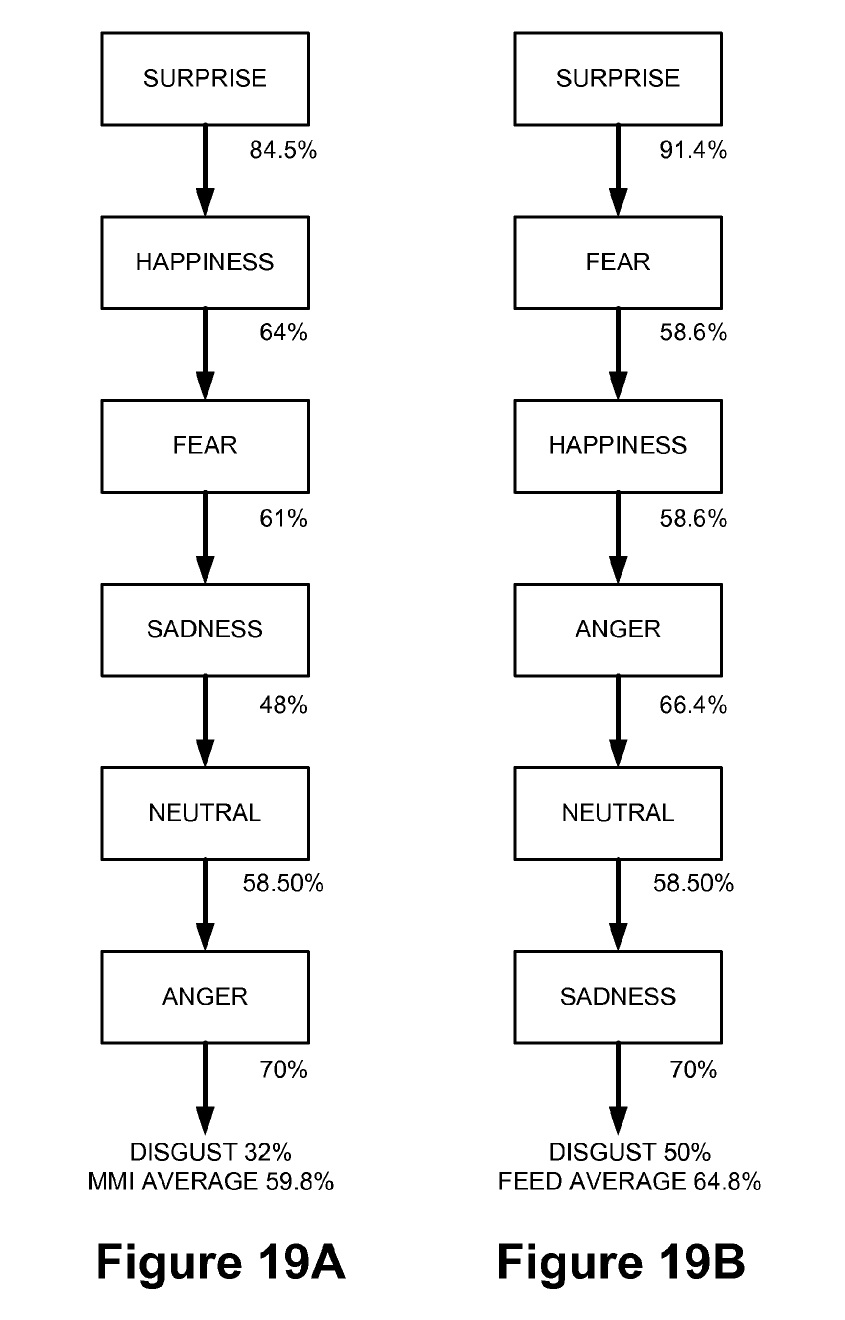 SURPRISE
84.5%
HAPPINESS
64%
FEAR
61%
SADNESS
48%
NEUTRAL
58.50%
ANGER
70%
DISGUST 32%
MMI AVERAGE 59.8%
Figure 19A
SURPRISE
91.4%
FEAR
58.6%
HAPPINESS
58.6%
ANGER
66.4%
NEUTRAL
58.50%
SADNESS
70%
DISGUST 50%
FEED AVERAGE 64.8%
Figure 19B